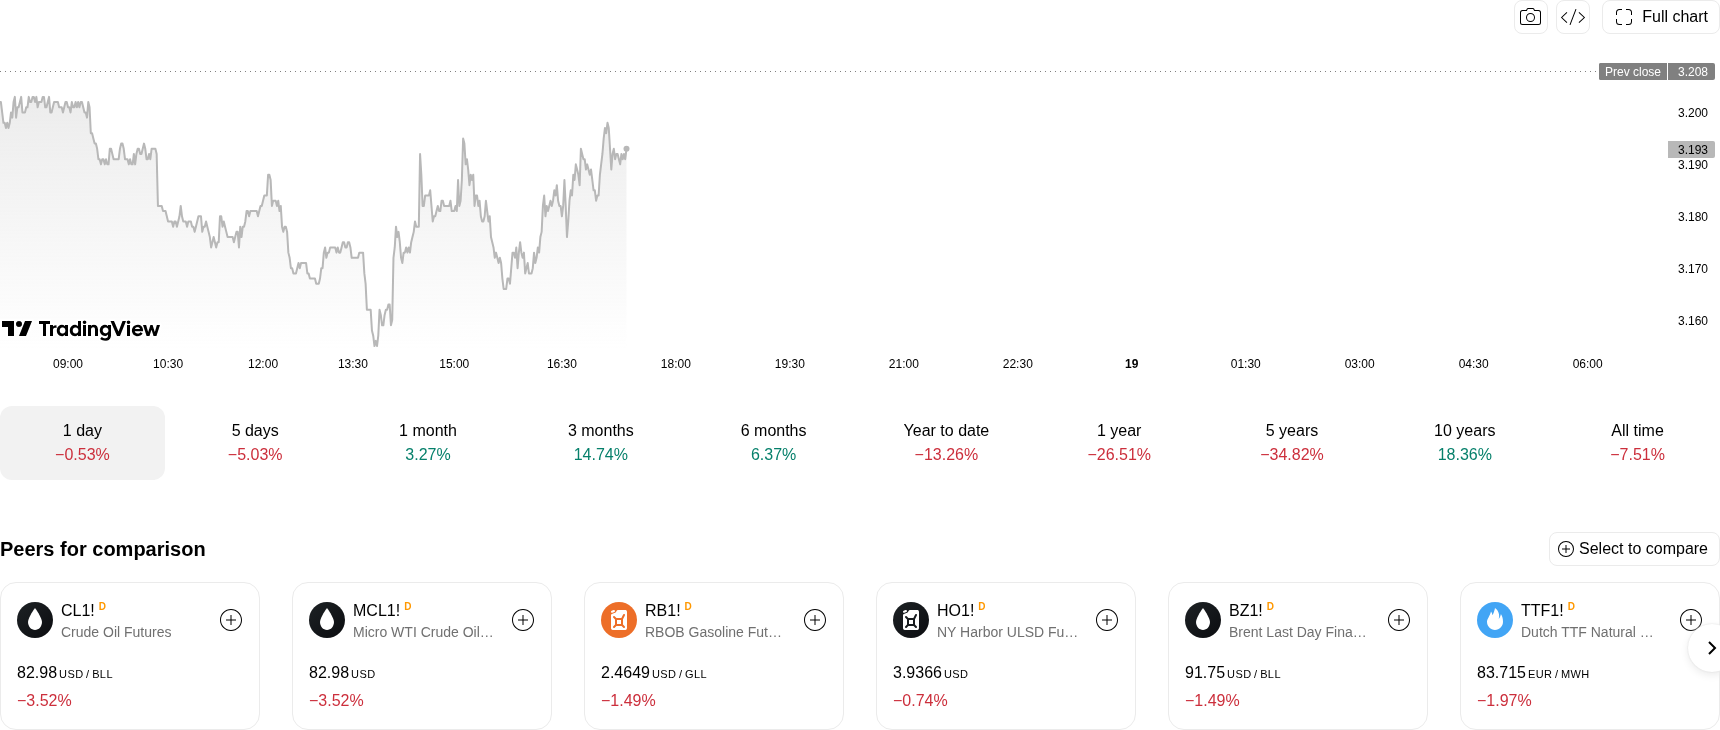 Full chart
Prev close 3.208
3.200
3.193
3.190
3.180
3.170
3.160
TradingView
09:00 10:30 12:00 13:30 15:00 16:30 18:00 19:30 21:00 22:30 19 01:30 03:00 04:30 06:00
1 day 5 days 1 month 3 months 6 months Year to date 1 year 5 years 10 years All time
−0.53% −5.03% 3.27% 14.74% 6.37% −13.26% −26.51% −34.82% 18.36% −7.51%
Peers for comparison
Select to compare
CL1! D MCL1! D RB1! D HO1! D BZ1! D TTF1! D
Crude Oil Futures Micro WTI Crude Oil… RBOB Gasoline Fut… NY Harbor ULSD Fu… Brent Last Day Fina… Dutch TTF Natural …
82.98 USD / BLL 82.98 USD 2.4649 USD / GLL 3.9366 USD 91.75 USD / BLL 83.715 EUR / MWH
−3.52% −3.52% −1.49% −0.74% −1.49% −1.97%